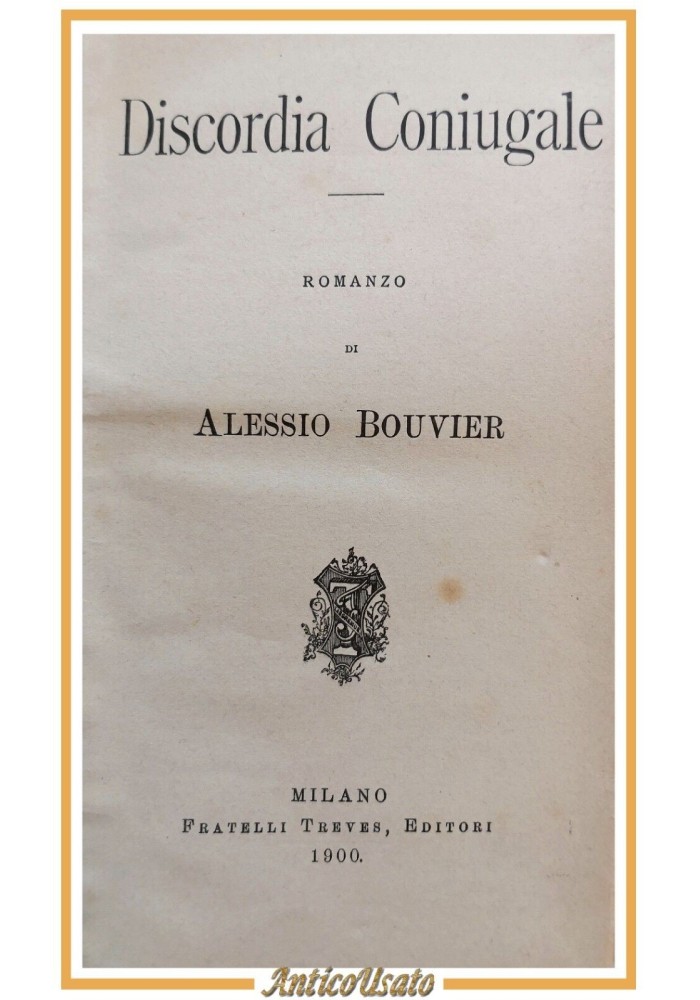 Discordia Coniugale
ROMANZO
DI
ALESSIO BOUVIER
MILANO
FRATELLI TREVES, EDITORI
1900.
AnticoUsato